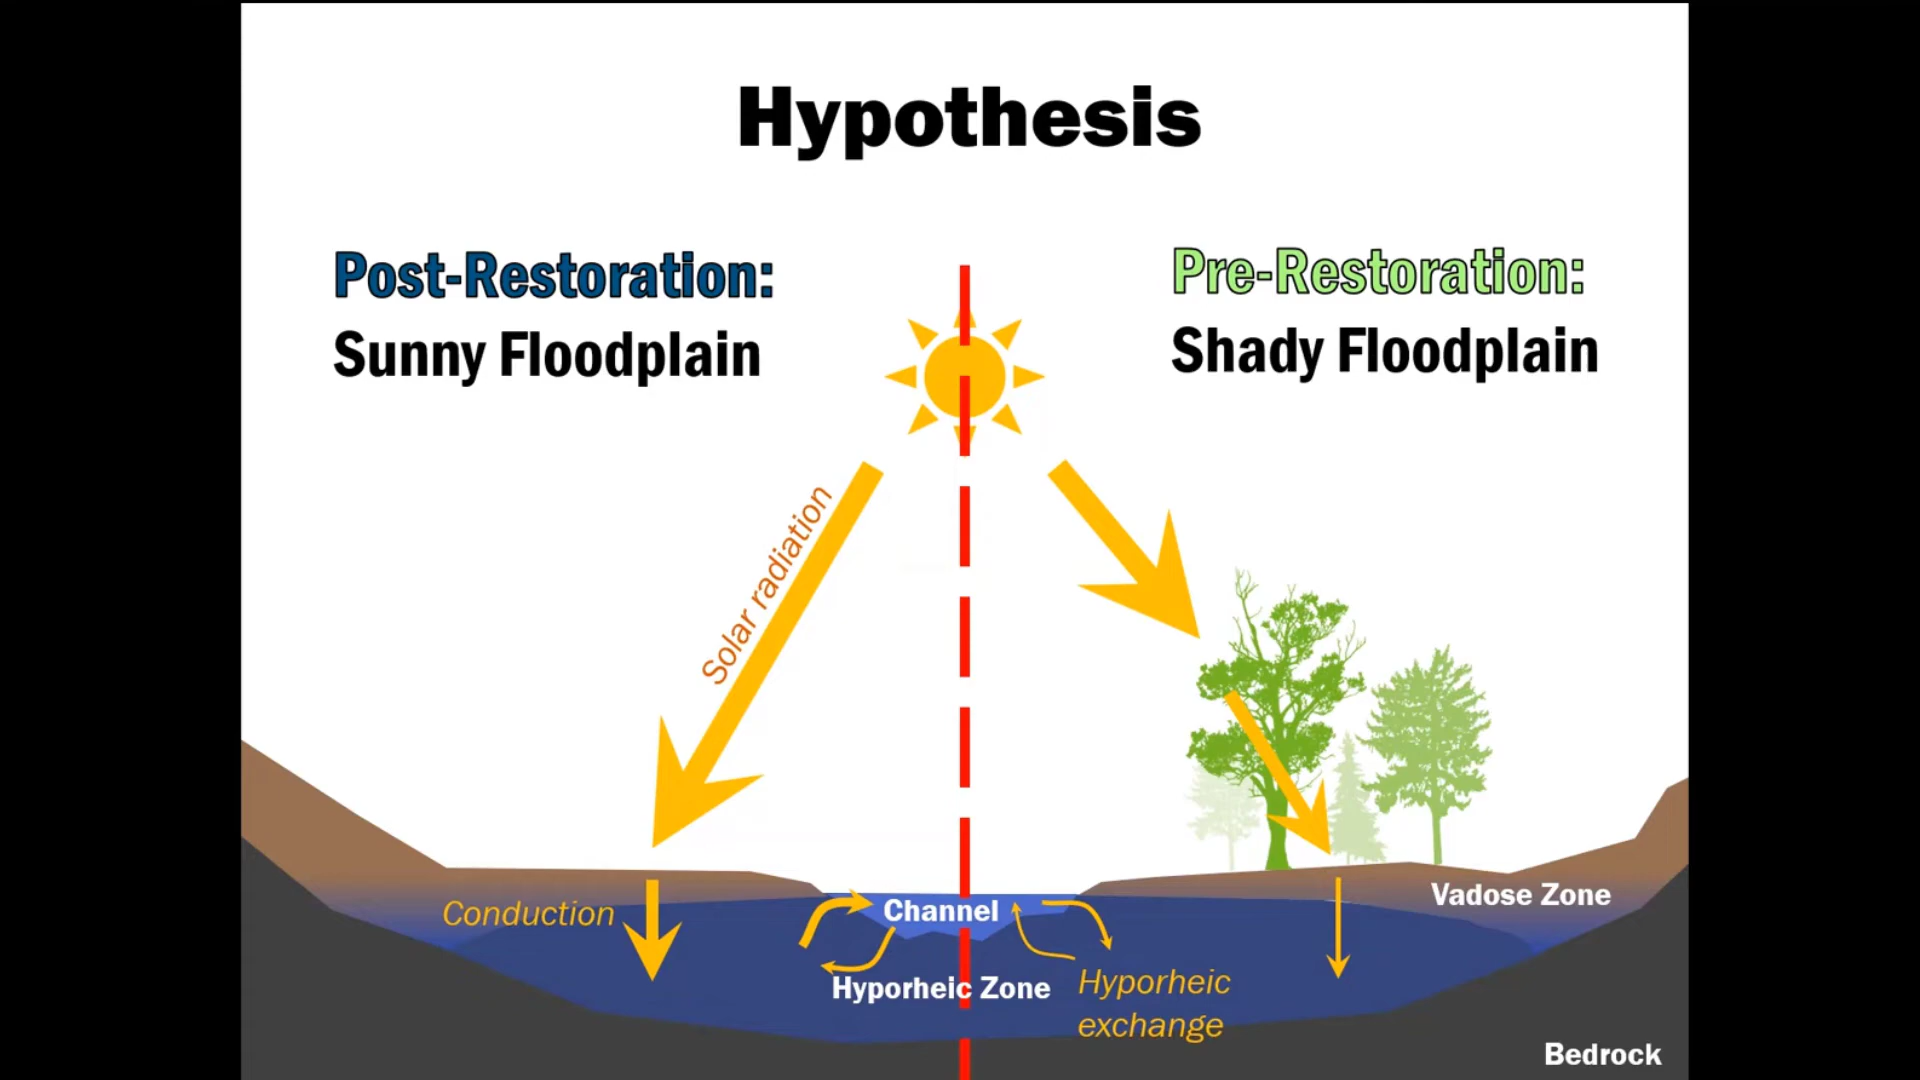 Hypothesis
Post-Restoration:
Sunny Floodplain
Pre-Restoration:
Shady Floodplain
Solar radiation
Conduction
Channel
Vadose Zone
Hyporheic Zone
Hyporheic
exchange
Bedrock